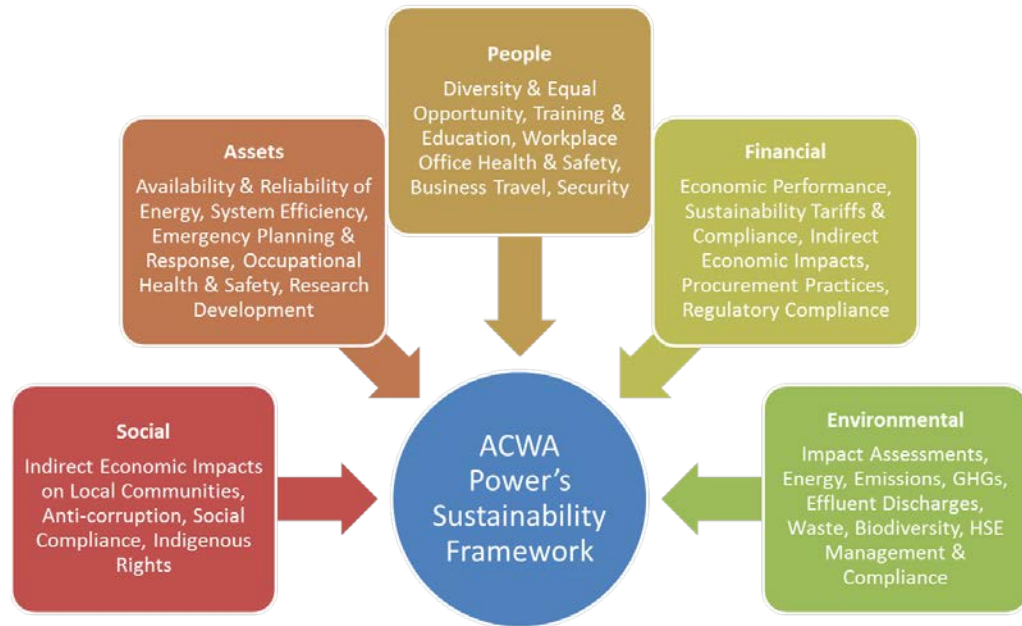 People
Diversity & Equal
Opportunity, Training &
Education, Workplace
Office Health & Safety,
Business Travel, Security
Assets
Availability & Reliability of
Energy, System Efficiency,
Emergency Planning &
Response, Occupational
Health & Safety, Research
Development
Financial
Economic Performance,
Sustainability Tariffs &
Compliance, Indirect
Economic Impacts,
Procurement Practices,
Regulatory Compliance
Social
Indirect Economic Impacts
on Local Communities,
Anti-corruption, Social
Compliance, Indigenous
Rights
ACWA
Power's
Sustainability
Framework
Environmental
Impact Assessments,
Energy, Emissions, GHGs,
Effluent Discharges,
Waste, Biodiversity, HSE
Management &
Compliance